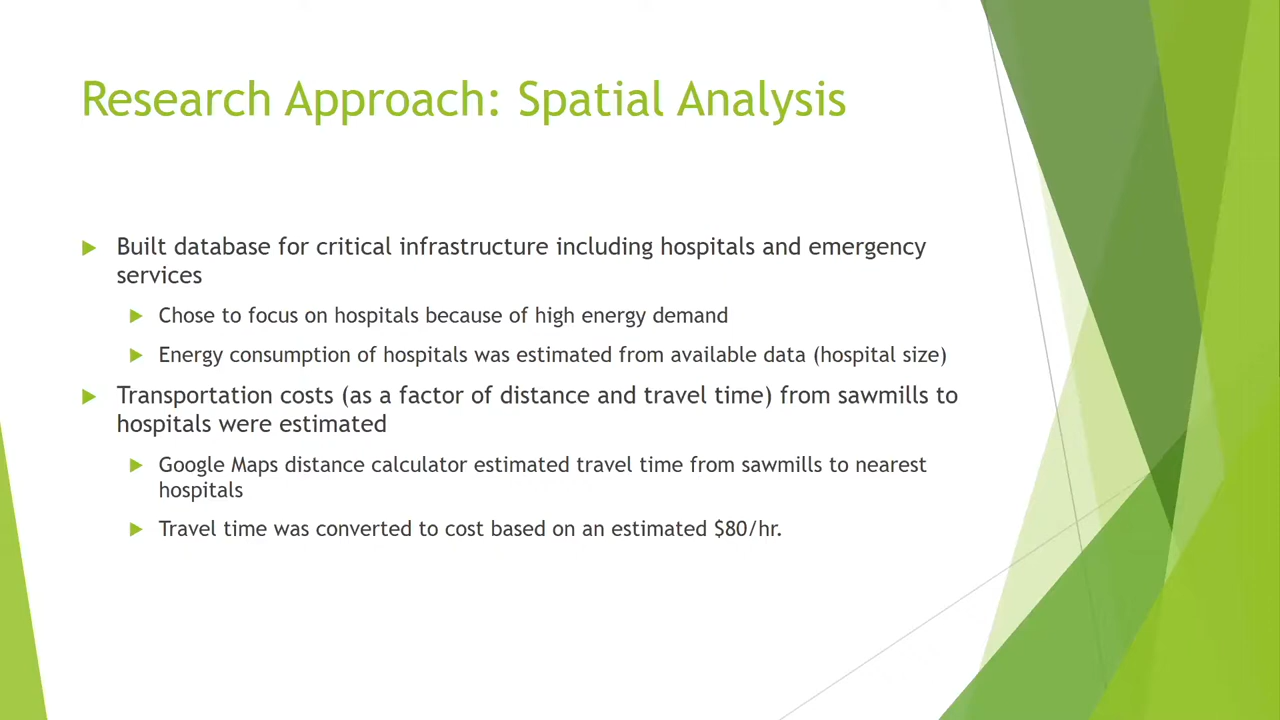 Research Approach: Spatial Analysis
Built database for critical infrastructure including hospitals and emergency
services
Chose to focus on hospitals because of high energy demand
Energy consumption of hospitals was estimated from available data (hospital size)
Transportation costs (as a factor of distance and travel time) from sawmills to
hospitals were estimated
Google Maps distance calculator estimated travel time from sawmills to nearest
hospitals
Travel time was converted to cost based on an estimated $80/hr.